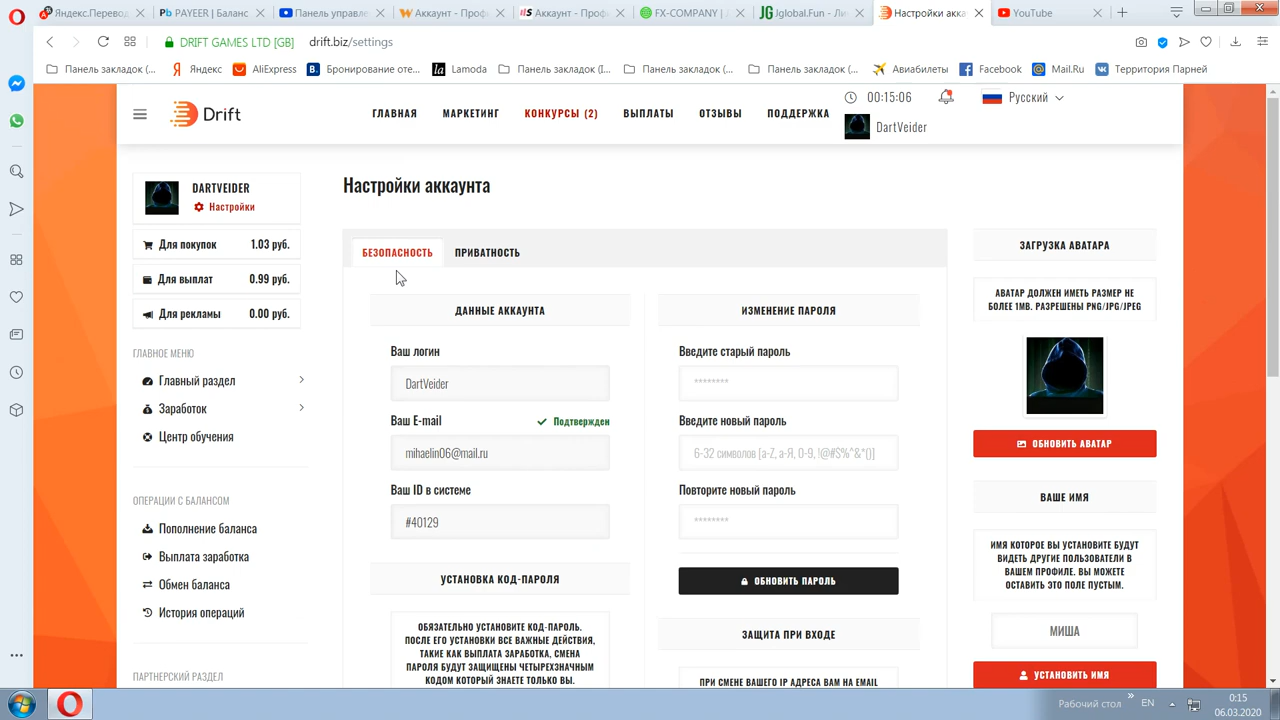 Яндекс.Перевод
PAYEER | Баланс
Панель управл
Аккаунт - Проф
Аккаунт - Проф
FX-COMPANY |
Jglobal.Fun - Ли
Настройки акка
YouTube
DRIFT GAMES LTD [GB]
drift.biz/settings
Панель закладок (...
Яндекс
AliExpress
Бронирование оте...
Lamoda
Панель закладок (I...
Панель закладок (...
Панель закладок (...
Авиабилеты
Facebook
Mail.Ru
Территория Парней
Drift
ГЛАВНАЯ
МАРКЕТИНГ
КОНКУРСЫ (2)
ВЫПЛАТЫ
ОТЗЫВЫ
ПОДДЕРЖКА
00:15:06
Русский
DartVeider
DARTVEIDER
Настройки
Для покупок 1.03 руб.
Для выплат 0.99 руб.
Для рекламы 0.00 руб.
ГЛАВНОЕ МЕНЮ
Главный раздел
Заработок
Центр обучения
ОПЕРАЦИИ С БАЛАНСОМ
Пополнение баланса
Выплата заработка
Обмен баланса
История операций
ПАРТНЕРСКИЙ РАЗДЕЛ
Настройки аккаунта
БЕЗОПАСНОСТЬ
ПРИВАТНОСТЬ
ДАННЫЕ АККАУНТА
Ваш логин
DartVeider
Ваш E-mail
Подтвержден
mihaelin06@mail.ru
Ваш ID в системе
#40129
УСТАНОВКА КОД-ПАРОЛЯ
ОБЯЗАТЕЛЬНО УСТАНОВИТЕ КОД-ПАРОЛЬ.
ПОСЛЕ ЕГО УСТАНОВКИ ВСЕ ВАЖНЫЕ ДЕЙСТВИЯ,
ТАКИЕ КАК ВЫПЛАТА ЗАРАБОТКА, СМЕНА
ПАРОЛЯ БУДУТ ЗАЩИЩЕНЫ ЧЕТЫРЕХЗНАЧНЫМ
КОДОМ КОТОРЫЙ ЗНАЕТЕ ТОЛЬКО ВЫ.
ИЗМЕНЕНИЕ ПАРОЛЯ
Введите старый пароль
********
Введите новый пароль
6-32 символов [a-Z, а-Я, 0-9, !@#$%^&*()]
Повторите новый пароль
********
ОБНОВИТЬ ПАРОЛЬ
ЗАЩИТА ПРИ ВХОДЕ
ПРИ СМЕНЕ ВАШЕГО IP АДРЕСА ВАМ НА EMAIL
ЗАГРУЗКА АВАТАРА
АВАТАР ДОЛЖЕН ИМЕТЬ РАЗМЕР НЕ
БОЛЕЕ 1MB. РАЗРЕШЕНЫ PNG/JPG/JPEG
ОБНОВИТЬ АВАТАР
ВАШЕ ИМЯ
ИМЯ КОТОРОЕ ВЫ УСТАНОВИТЕ БУДУТ
ВИДЕТЬ ДРУГИЕ ПОЛЬЗОВАТЕЛИ В
ВАШЕМ ПРОФИЛЕ. ВЫ МОЖЕТЕ
ОСТАВИТЬ ЭТО ПОЛЕ ПУСТЫМ.
МИША
УСТАНОВИТЬ ИМЯ
Рабочий стол
EN
0:15
06.03.2020